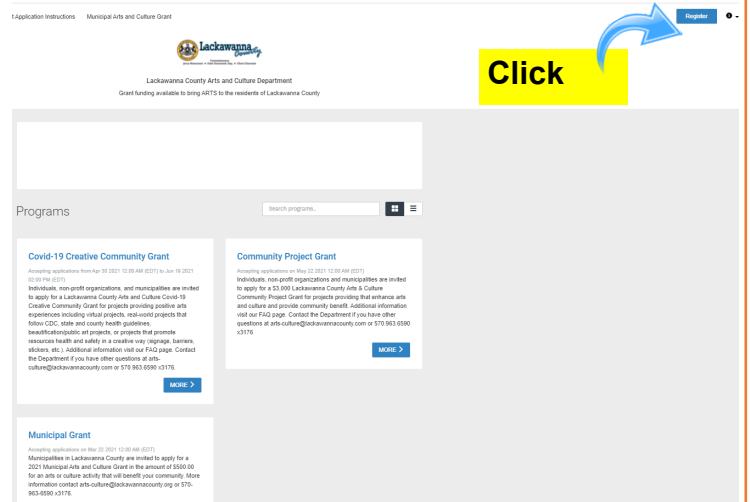 t Application Instructions Municipal Arts and Culture Grant
Register
Lackawanna
County
Click
Lackawanna County Arts and Culture Department
Grant funding available to bring ARTS to the residents of Lackawanna County
Programs
Search programs..
Covid-19 Creative Community Grant
Accepting applications from Apr 30 2021 12:00 AM (EDT) to Jun 16 2021
02:00 PM (EDT)
Individuals, non-profit organizations, and municipalities are invited
to apply for a Lackawanna County Arts and Culture Covid-19
Creative Community Grant for projects providing positive arts
experiences including virtual projects, real-world projects that
follow CDC, state and county health guidelines;
beautification/public art projects, or projects that promote
resources health and safety in a creative way (signage, barriers,
stickers, etc.). Additional information visit our FAQ page. Contact
the Department if you have other questions at arts-
culture@lackawannacounty.com or 570.963.6590 x3176.
MORE >
Community Project Grant
Accepting applications on May 22 2021 12:00 AM (EDT)
Individuals, non-profit organizations and municipalities are invited
to apply for a $3,000 Lackawanna County Arts & Culture
Community Project Grant for projects providing that enhance arts
and culture and provide community benefit. Additional information
visit our FAQ page. Contact the Department if you have other
questions at arts-culture@lackawannacounty.com or 570.963.6590
x3176
MORE >
Municipal Grant
Accepting applications on Mar 22 2021 12:00 AM (EDT)
Municipalities in Lackawanna County are invited to apply for a
2021 Municipal Arts and Culture Grant in the amount of $500.00
for an arts or culture activity that will benefit your community. More
information contact arts-culture@lackawannacounty.org or 570-
963-6590 x3176.